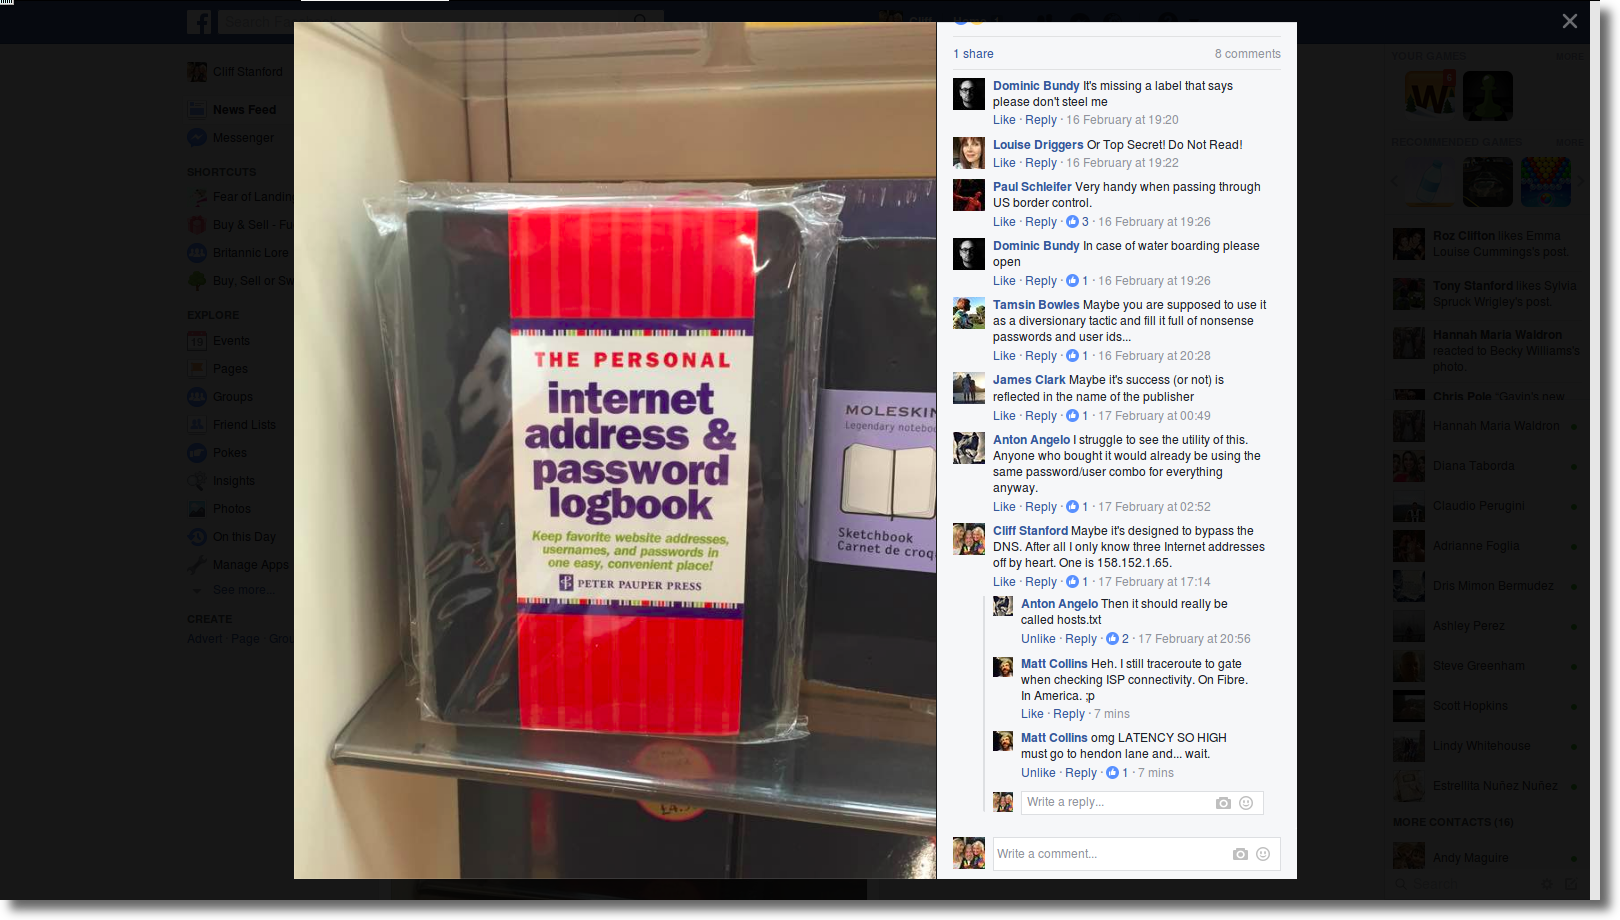 Search Fa
Cliff Stanford
News Feed
Messenger
SHORTCUTS
Fear of Landin
Buy & Sell - Fu
Britannic Lore
Buy, Sell or Sw
EXPLORE
19 Events
Pages
Groups
Friend Lists
Pokes
Insights
Photos
On this Day
Manage Apps
See more...
CREATE
Advert · Page · Grou
THE PERSONAL
internet
address &
password
logbook
Keep favorite website addresses,
usernames, and passwords in
one easy, convenient place!
PETER PAUPER PRESS
MOLESKIN
Legendary notebo
Sketchbook
Carnet de croq
1 share
8 comments
Dominic Bundy It's missing a label that says
please don't steel me
Like · Reply · 16 February at 19:20
Louise Driggers Or Top Secret! Do Not Read!
Like · Reply · 16 February at 19:22
Paul Schleifer Very handy when passing through
US border control.
Like · Reply · 3 · 16 February at 19:26
Dominic Bundy In case of water boarding please
open
Like · Reply · 1 · 16 February at 19:26
Tamsin Bowles Maybe you are supposed to use it
as a diversionary tactic and fill it full of nonsense
passwords and user ids...
Like · Reply · 1 · 16 February at 20:28
James Clark Maybe it's success (or not) is
reflected in the name of the publisher
Like · Reply · 1 · 17 February at 00:49
Anton Angelo I struggle to see the utility of this.
Anyone who bought it would already be using the
same password/user combo for everything
anyway.
Like · Reply · 1 · 17 February at 02:52
Cliff Stanford Maybe it's designed to bypass the
DNS. After all I only know three Internet addresses
off by heart. One is 158.152.1.65.
Like · Reply · 1 · 17 February at 17:14
Anton Angelo Then it should really be
called hosts.txt
Unlike · Reply · 2 · 17 February at 20:56
Matt Collins Heh. I still traceroute to gate
when checking ISP connectivity. On Fibre.
In America. ;p
Like · Reply · 7 mins
Matt Collins omg LATENCY SO HIGH
must go to hendon lane and... wait.
Unlike · Reply · 1 · 7 mins
Write a reply...
Write a comment...
YOUR GAMES
MORE
W 6
RECOMMENDED GAMES
MORE
Roz Clifton likes Emma
Louise Cummings's post.
Tony Stanford likes Sylvia
Spruck Wrigley's post.
Hannah Maria Waldron
reacted to Becky Williams's
photo.
Chris Pole "Gavin's new
Hannah Maria Waldron
Diana Taborda
Claudio Perugini
Adrianne Foglia
Dris Mimon Bermudez
Ashley Perez
Steve Greenham
Scott Hopkins
Lindy Whitehouse
Estrellita Nuñez Nuñez
MORE CONTACTS (16)
Andy Maguire
Search